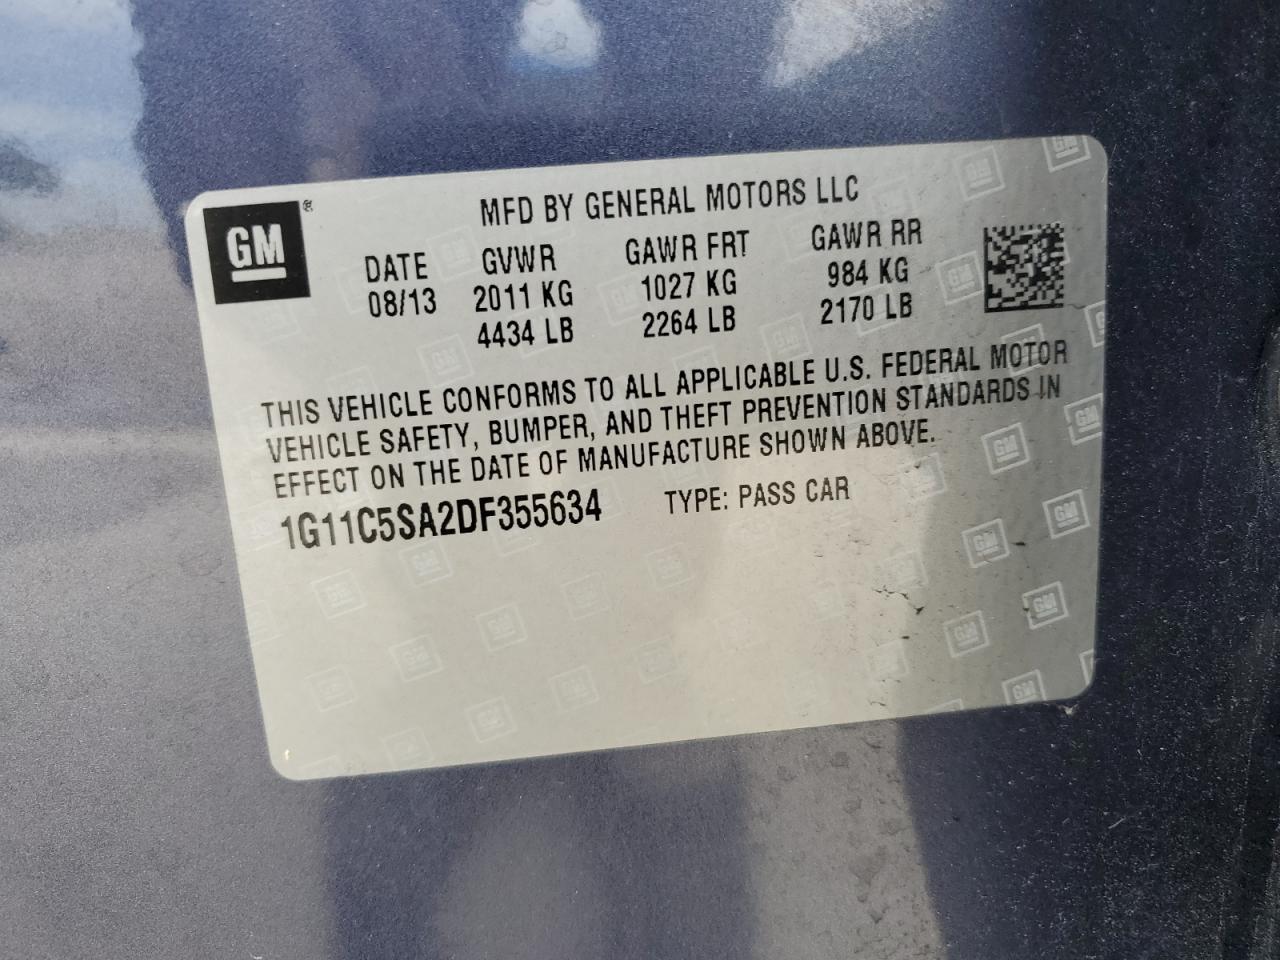 GM ®
MFD BY GENERAL MOTORS LLC
DATE GVWR GAWR FRT GAWR RR
08/13 2011 KG 1027 KG 984 KG
4434 LB 2264 LB 2170 LB
THIS VEHICLE CONFORMS TO ALL APPLICABLE U.S. FEDERAL MOTOR
VEHICLE SAFETY, BUMPER, AND THEFT PREVENTION STANDARDS IN
EFFECT ON THE DATE OF MANUFACTURE SHOWN ABOVE.
1G11C5SA2DF355634 TYPE: PASS CAR